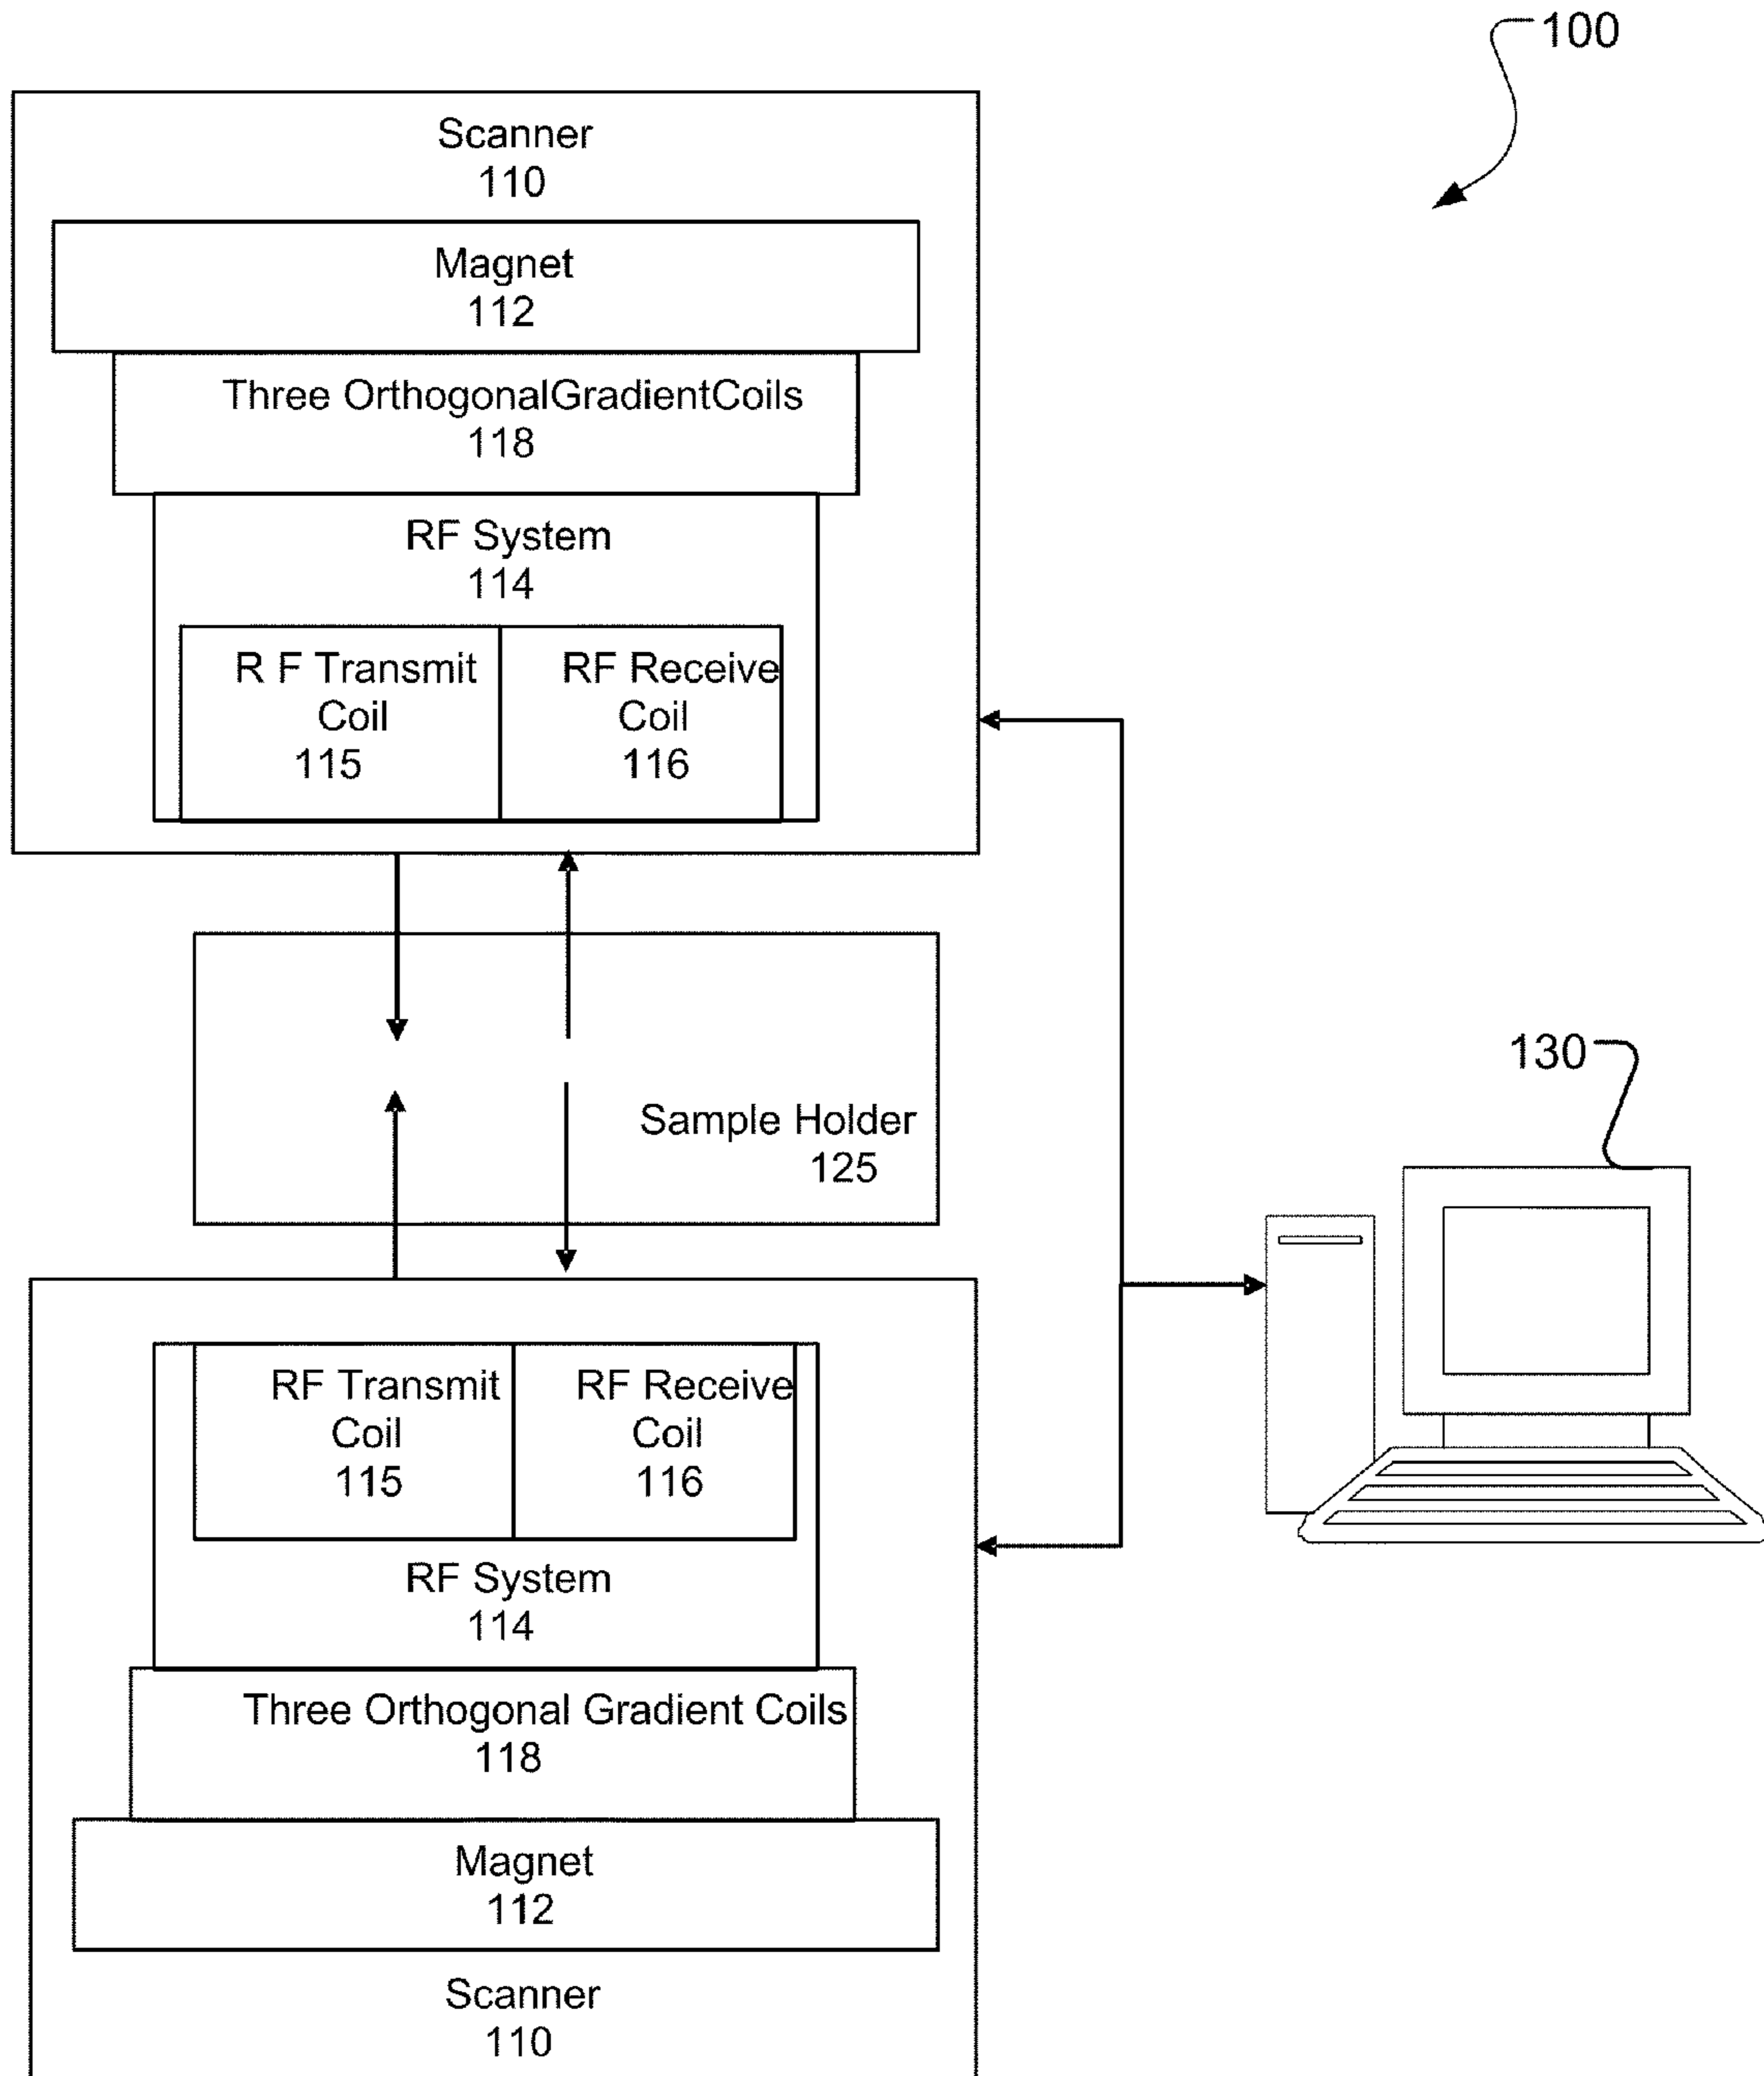 100
Scanner
110
Magnet
112
Three OrthogonalGradientCoils
118
RF System
114
R F Transmit
Coil
115
RF Receive
Coil
116
Sample Holder
125
130
RF Transmit
Coil
115
RF Receive
Coil
116
RF System
114
Three Orthogonal Gradient Coils
118
Magnet
112
Scanner
110